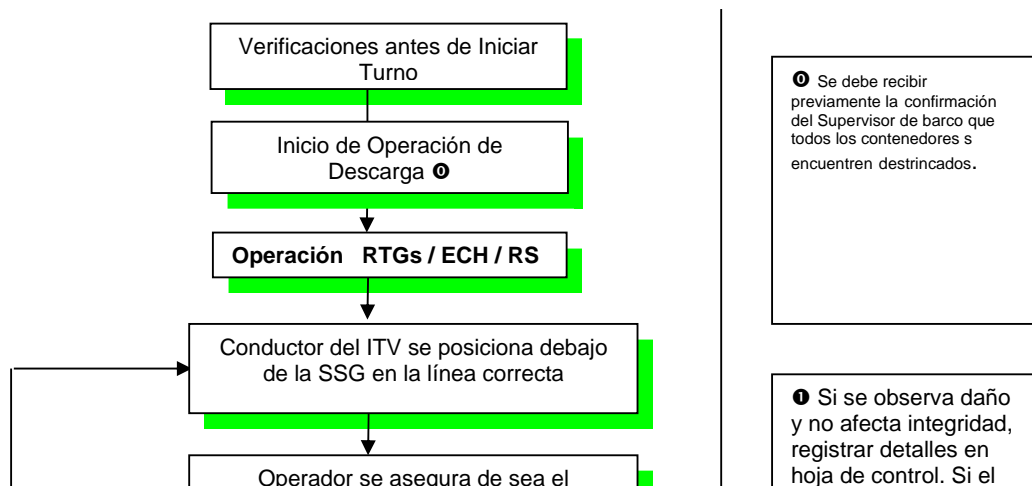 Verificaciones antes de Iniciar
Turno
Inicio de Operación de
Descarga ⓿
Operación RTGs / ECH / RS
Conductor del ITV se posiciona debajo
de la SSG en la línea correcta
Operador se asegura de sea el
⓿ Se debe recibir
previamente la confirmación
del Supervisor de barco que
todos los contenedores s
encuentren destrincados.
❶ Si se observa daño
y no afecta integridad,
registrar detalles en
hoja de control. Si el